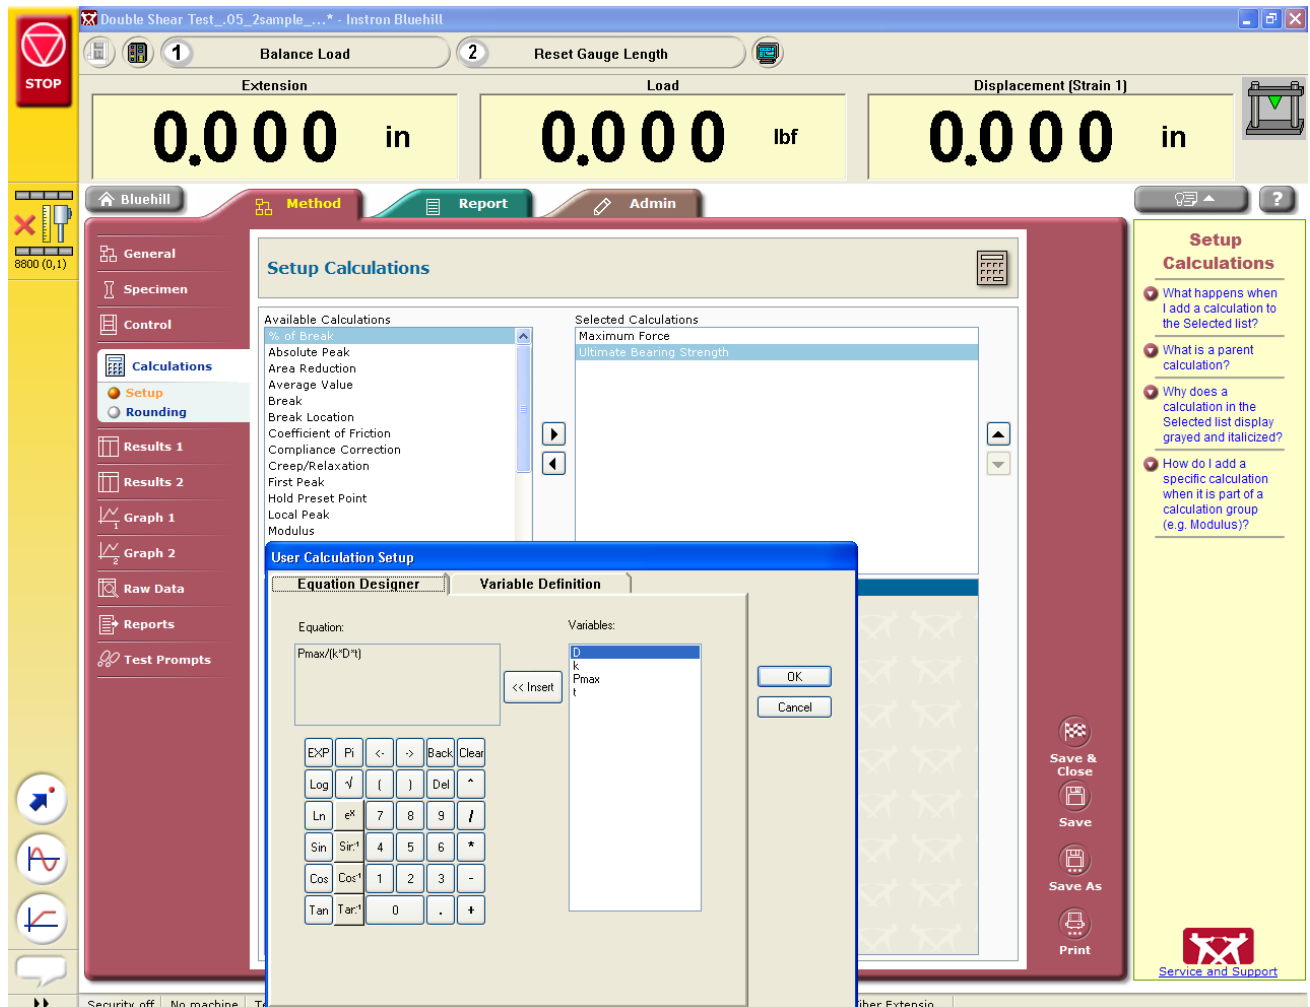 Double Shear Test_.05_2sample_...* - Instron Bluehill
STOP
1 Balance Load
2 Reset Gauge Length
Extension
Load
Displacement (Strain 1)
0.000 in
0.000 lbf
0.000 in
8800 (0,1)
Bluehill
Method
Report
Admin
?
General
Specimen
Control
Calculations
Setup
Rounding
Results 1
Results 2
Graph 1
Graph 2
Raw Data
Reports
Test Prompts
Setup Calculations
Available Calculations
% of Break
Absolute Peak
Area Reduction
Average Value
Break
Break Location
Coefficient of Friction
Compliance Correction
Creep/Relaxation
First Peak
Hold Preset Point
Local Peak
Modulus
Selected Calculations
Maximum Force
Ultimate Bearing Strength
User Calculation Setup
Equation Designer
Variable Definition
Equation:
Pmax/(k*D*t)
<< Insert
Variables:
D
k
Pmax
t
OK
Cancel
EXP Pi <- -> Back Clear
Log √ ( ) Del ^
Ln eˣ 7 8 9 /
Sin Sin⁻¹ 4 5 6 *
Cos Cos⁻¹ 1 2 3 -
Tan Tan⁻¹ 0 . +
Save &
Close
Save
Save As
Print
Setup
Calculations
What happens when
I add a calculation to
the Selected list?
What is a parent
calculation?
Why does a
calculation in the
Selected list display
grayed and italicized?
How do I add a
specific calculation
when it is part of a
calculation group
(e.g. Modulus)?
Service and Support
Security off
No machine